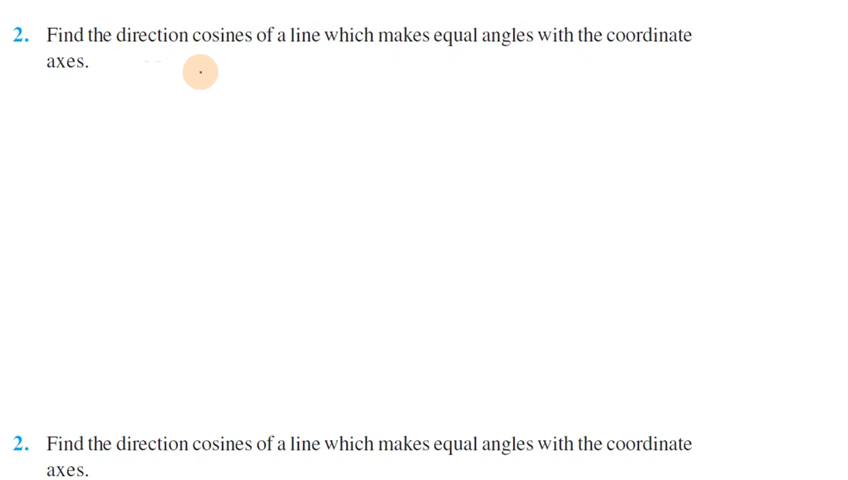 2. Find the direction cosines of a line which makes equal angles with the coordinate
axes.
2. Find the direction cosines of a line which makes equal angles with the coordinate
axes.